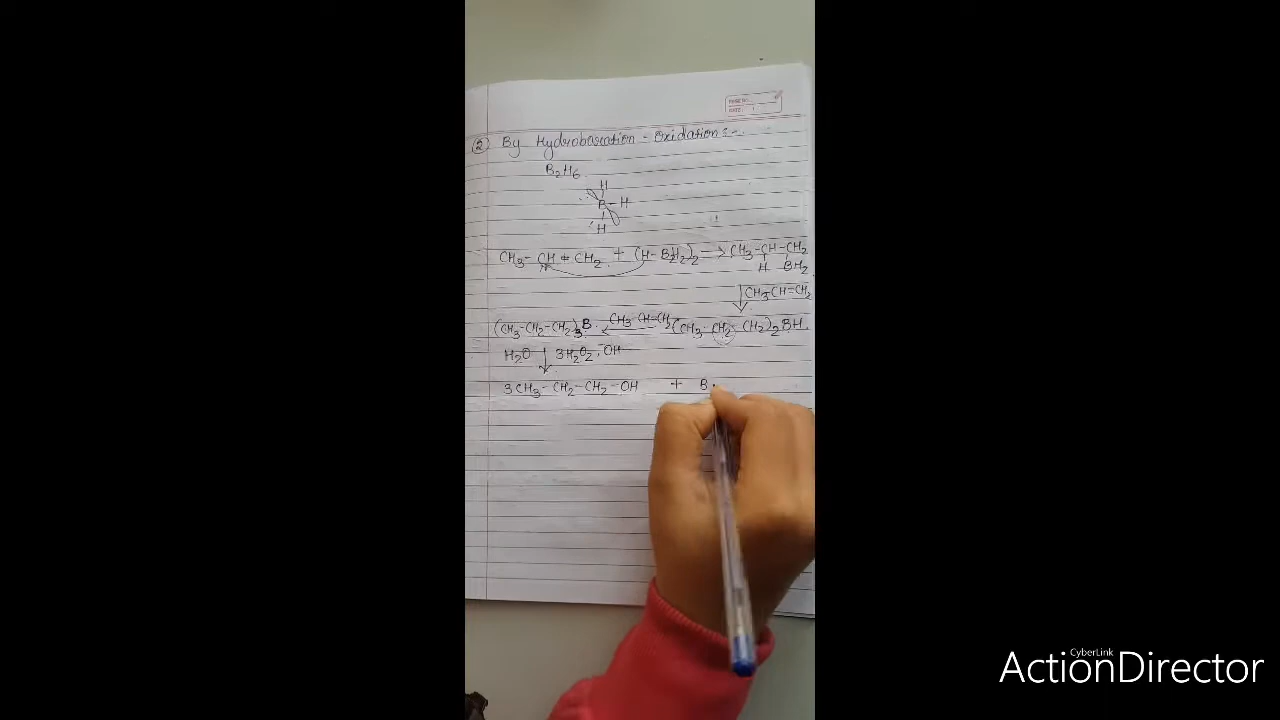 ② By Hydroboration - Oxidation :-
B2H6
H
B - H
H
CH3 - CH = CH2 + (H - BH2)2 => CH3 - CH - CH2
H BH2
CH3-CH=CH2
(CH3-CH2-CH2)3B CH3-CH=CH2 (CH3-CH2-CH2)2BH
H2O 3H2O2, -OH
3CH3-CH2-CH2-OH + B
CyberLink
ActionDirector